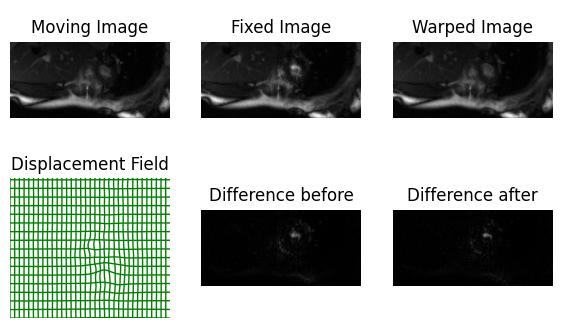 Moving Image
Fixed Image
Warped Image
Displacement Field
Difference before
Difference after